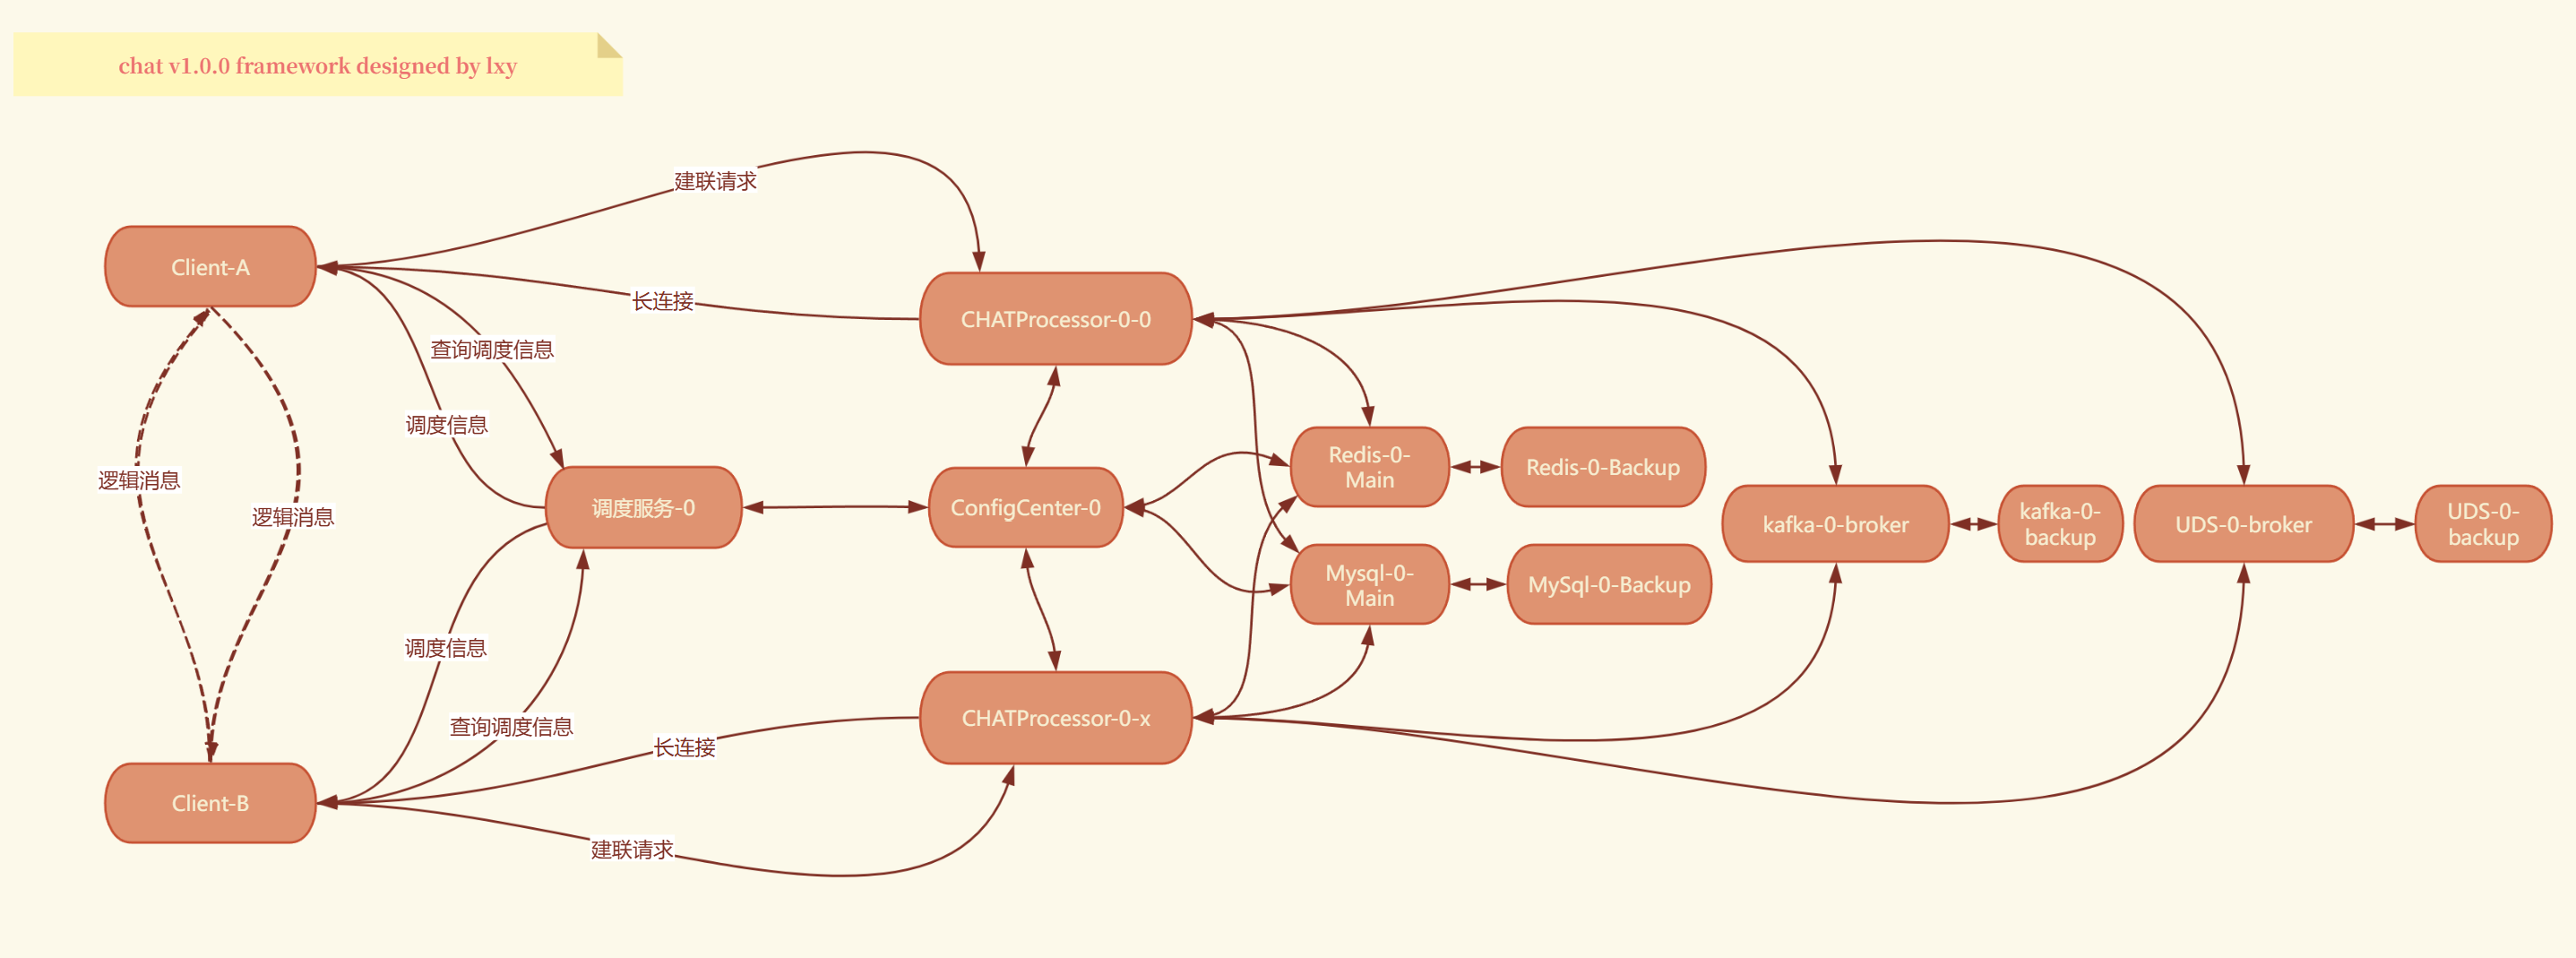 chat v1.0.0 framework designed by lxy
建联请求
Client-A
长连接
CHATProcessor-0-0
查询调度信息
调度信息
逻辑消息
逻辑消息
调度服务-0
ConfigCenter-0
Redis-0-
Main
Redis-0-Backup
Mysql-0-
Main
MySql-0-Backup
kafka-0-broker
kafka-0-
backup
UDS-0-broker
UDS-0-
backup
调度信息
查询调度信息
长连接
CHATProcessor-0-x
Client-B
建联请求